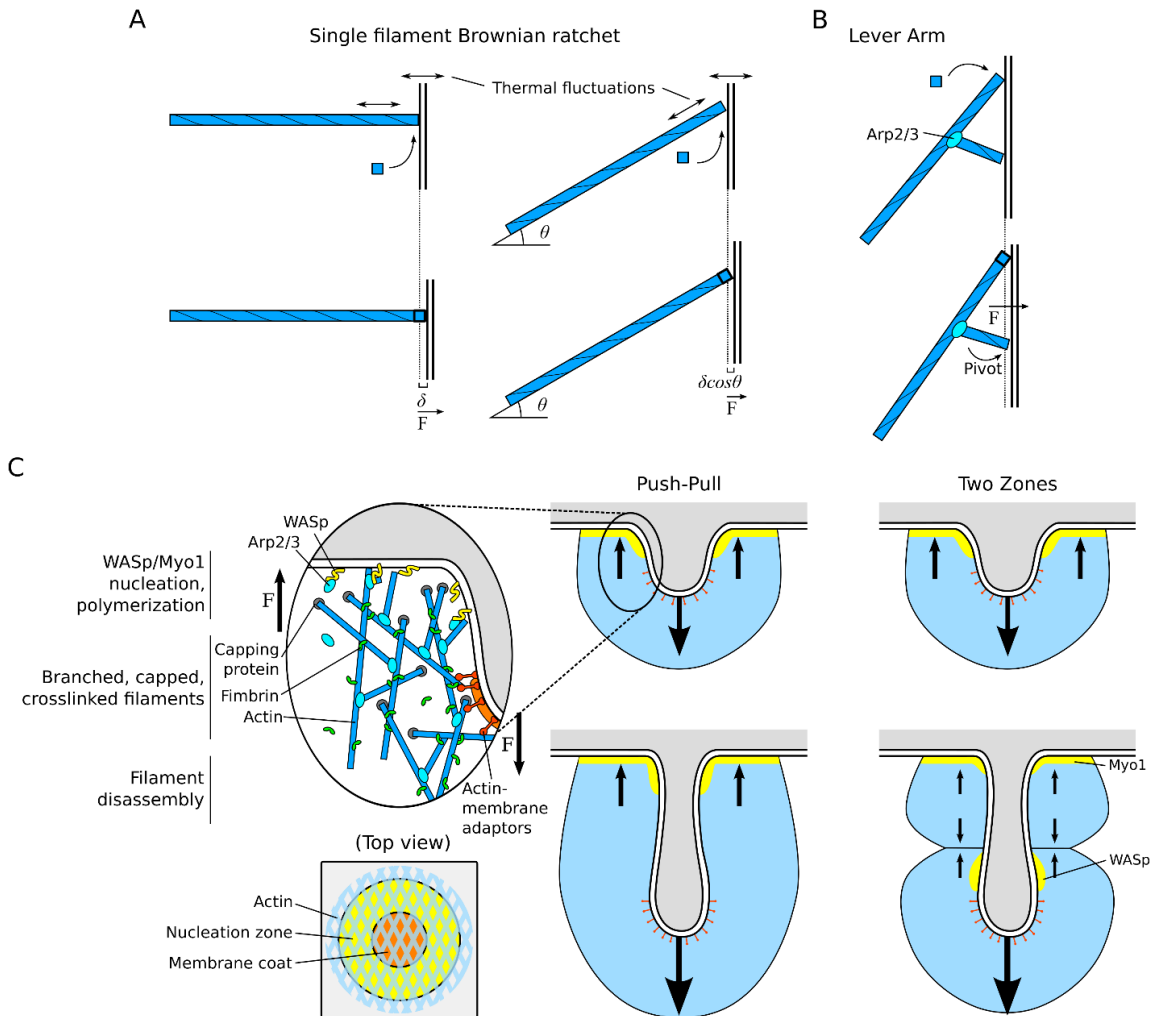 A
Single filament Brownian ratchet
Thermal fluctuations
θ
θ
δ
F
δcosθ
F
B
Lever Arm
Arp2/3
F
Pivot
C
WASp
Arp2/3
WASp/Myo1
nucleation,
polymerization
F
Capping
protein
Branched, capped,
crosslinked filaments
Fimbrin
Actin
F
Filament
disassembly
Actin-
membrane
adaptors
(Top view)
Actin
Nucleation zone
Membrane coat
Push-Pull
Two Zones
Myo1
WASp